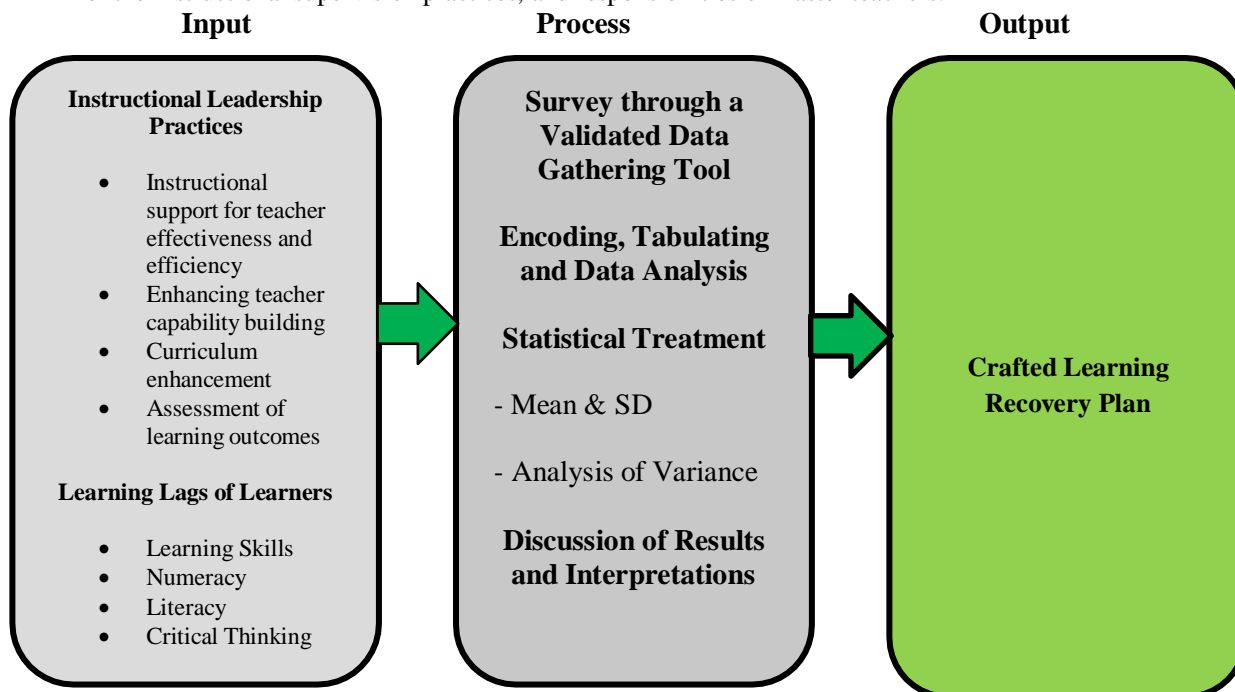 Input
Process
Output
Instructional Leadership
Practices
• Instructional
support for teacher
effectiveness and
efficiency
• Enhancing teacher
capability building
• Curriculum
enhancement
• Assessment of
learning outcomes
Learning Lags of Learners
• Learning Skills
• Numeracy
• Literacy
• Critical Thinking
Survey through a
Validated Data
Gathering Tool
Encoding, Tabulating
and Data Analysis
Statistical Treatment
- Mean & SD
- Analysis of Variance
Discussion of Results
and Interpretations
Crafted Learning
Recovery Plan